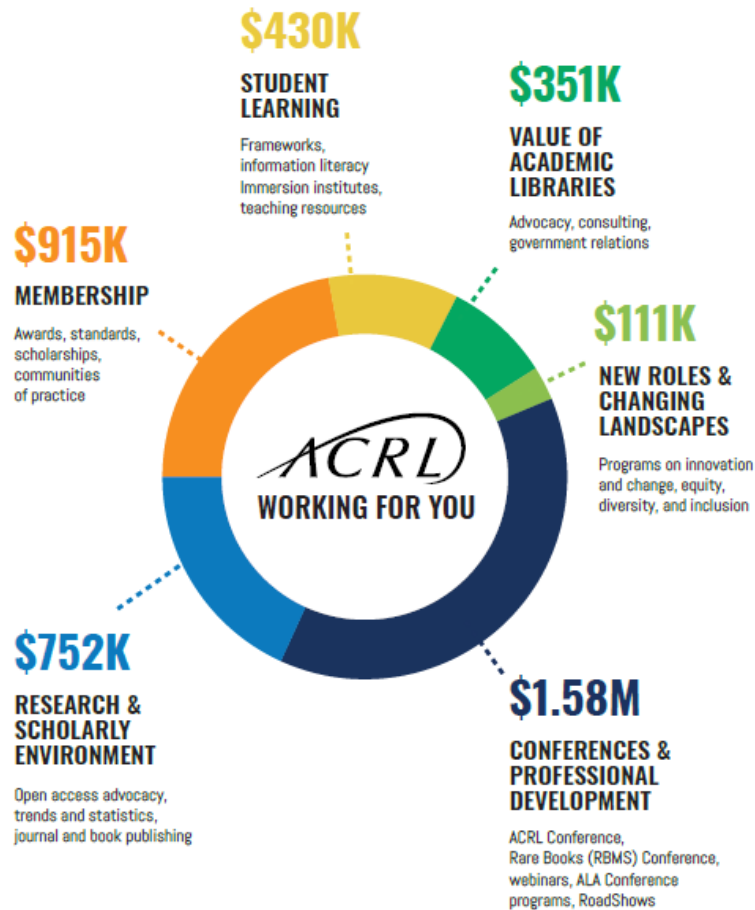 $430K
STUDENT
LEARNING
Frameworks,
information literacy
Immersion institutes,
teaching resources
$351K
VALUE OF
ACADEMIC
LIBRARIES
Advocacy, consulting,
government relations
$915K
MEMBERSHIP
Awards, standards,
scholarships,
communities
of practice
$111K
NEW ROLES &
CHANGING
LANDSCAPES
Programs on innovation
and change, equity,
diversity, and inclusion
ACRL
WORKING FOR YOU
$752K
RESEARCH &
SCHOLARLY
ENVIRONMENT
Open access advocacy,
trends and statistics,
journal and book publishing
$1.58M
CONFERENCES &
PROFESSIONAL
DEVELOPMENT
ACRL Conference,
Rare Books (RBMS) Conference,
webinars, ALA Conference
programs, RoadShows